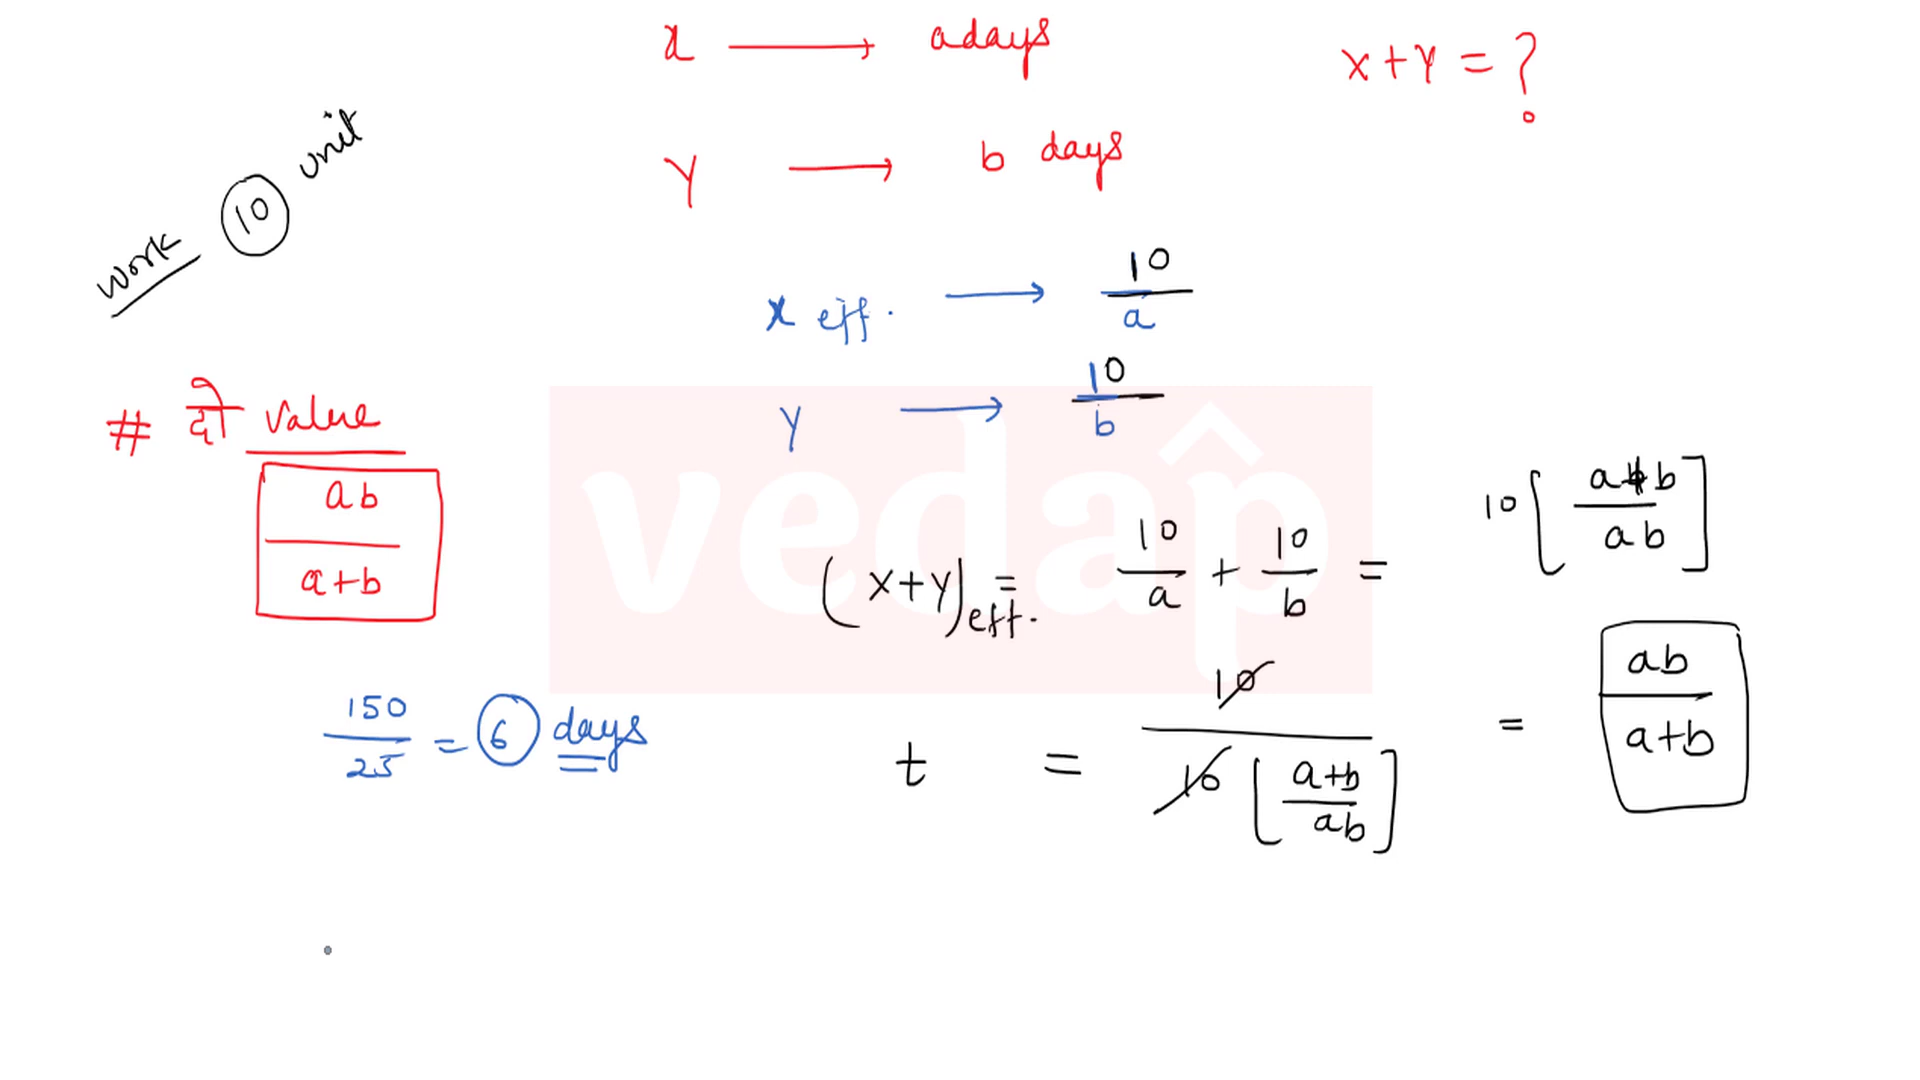 x → a days
x + y = ?
y → b days
work 10 unit
x eff. → 10/a
y → 10/b
# दो value
ab/a+b
vedap
(x+y)eff. = 10/a + 10/b = 10[a+b/ab]
150/25 = 6 days
t = 10/10[a+b/ab] = ab/a+b